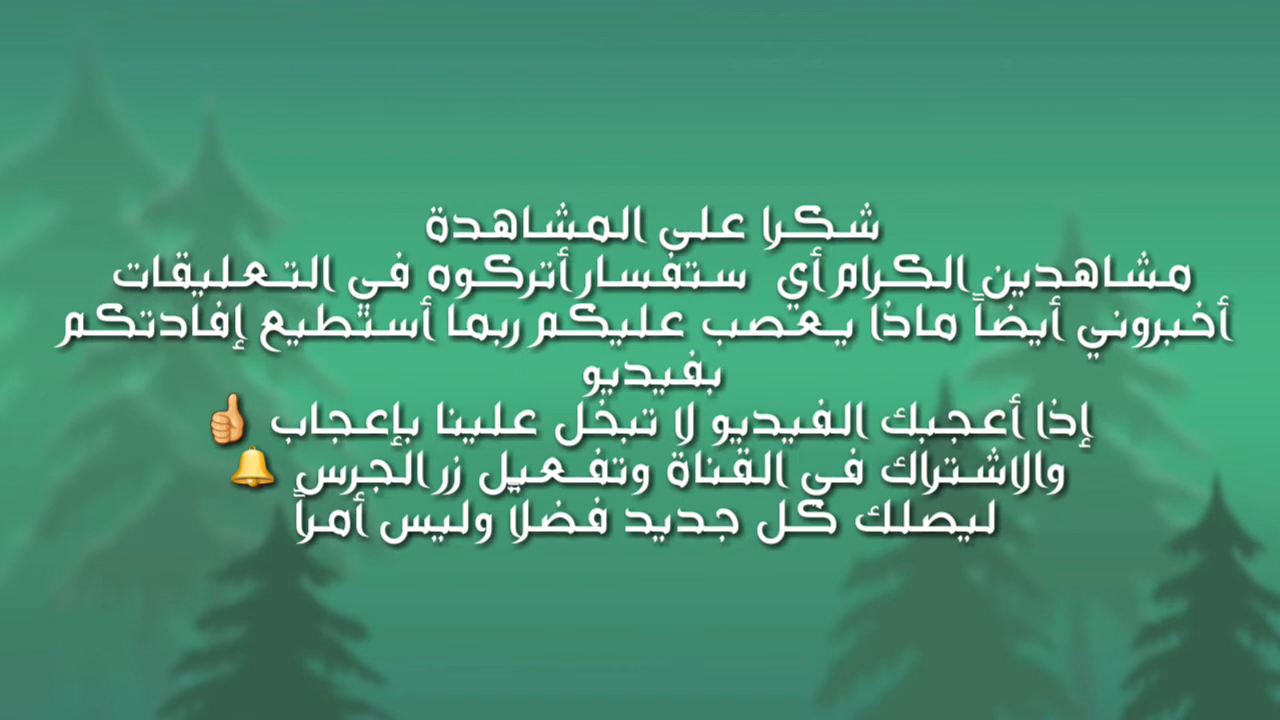 شكرا على المشاهدة
مشاهدين الكرام أي ستفسار أتركوه في التعليقات
أخبروني أيضاً ماذا يعصب عليكم ربما أستطيع إفادتكم
بفيديو
إذا أعجبك الفيديو لا تبخل علينا بإعجاب 👍
والاشتراك في القناة وتفعيل زر الجرس 🔔
ليصلك كل جديد فضلاً وليس أمراً